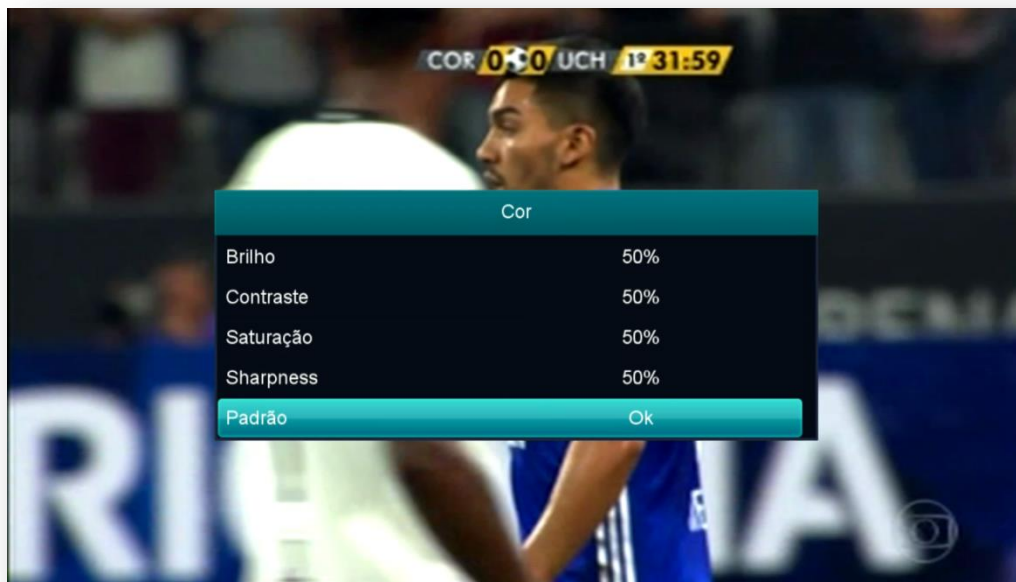 COR 0 0 UCH 1º 31:59
Cor
Brilho 50%
Contraste 50%
Saturação 50%
Sharpness 50%
Padrão Ok